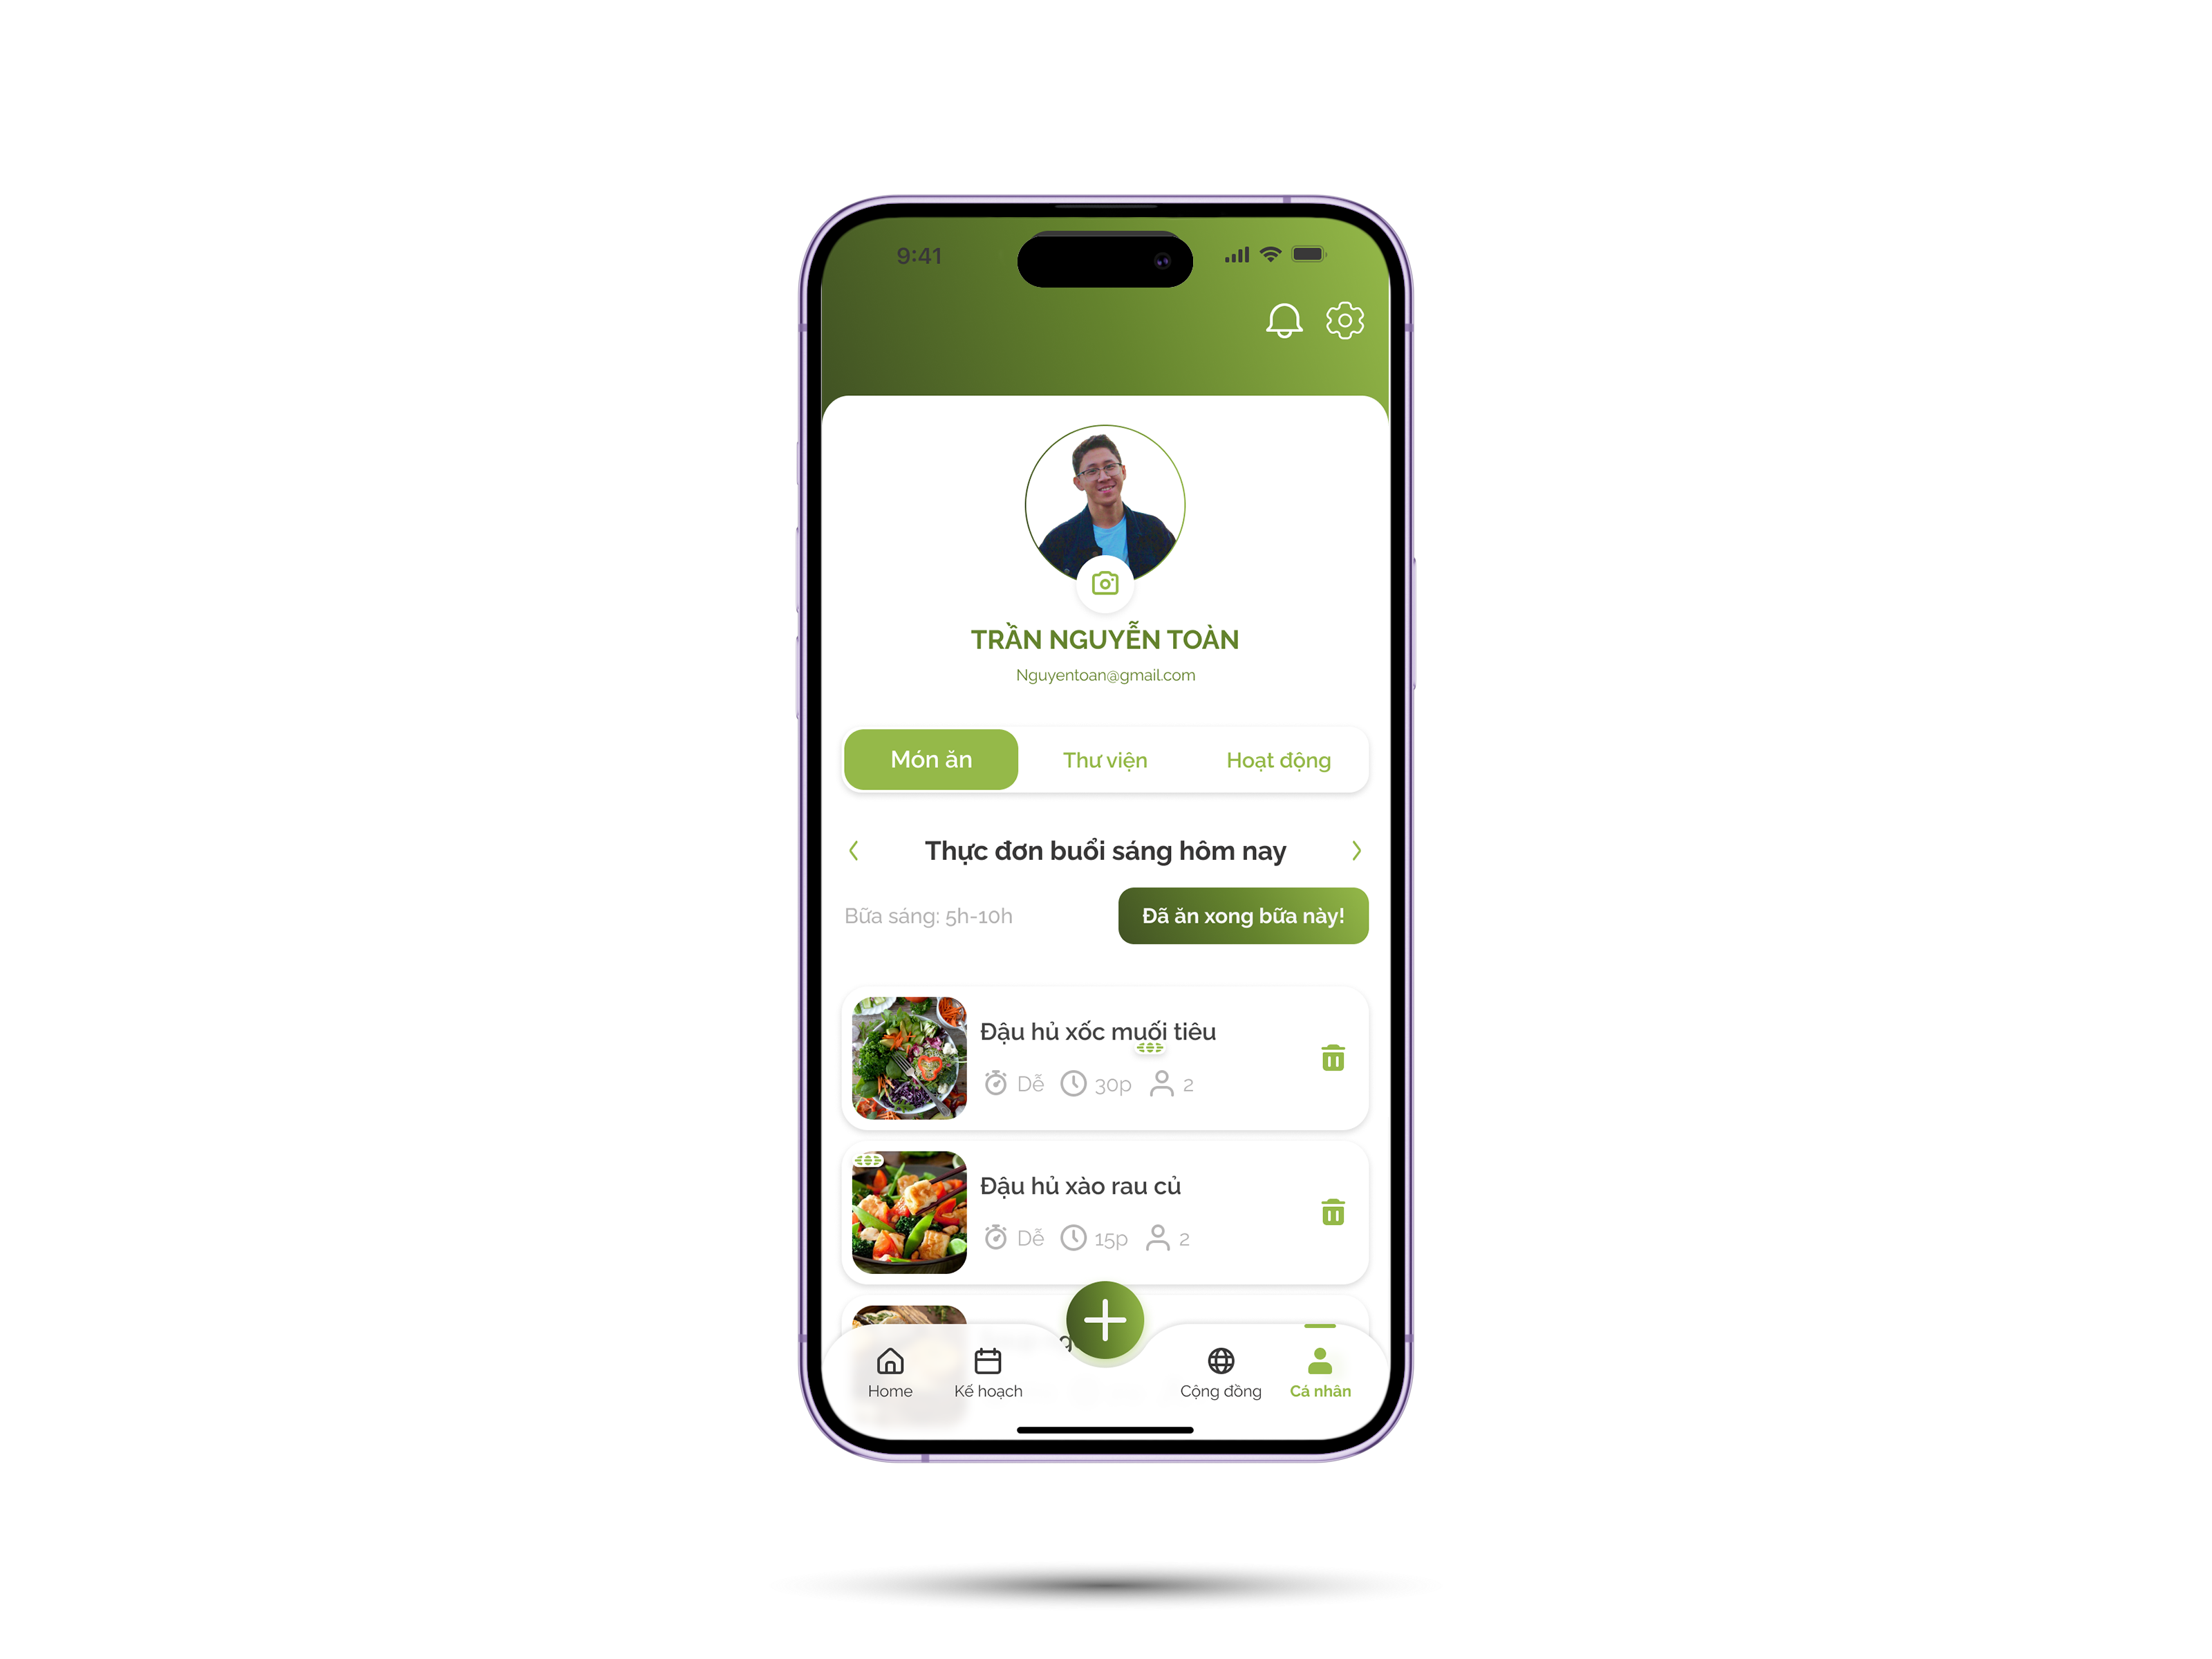 9:41
TRẦN NGUYỄN TOÀN
Nguyentoan@gmail.com
Món ăn
Thư viện
Hoạt động
Thực đơn buổi sáng hôm nay
Bữa sáng: 5h-10h
Đã ăn xong bữa này!
Đậu hủ xốc muối tiêu
Dễ 30p 2
Đậu hủ xào rau củ
Dễ 15p 2
Home
Kế hoạch
Cộng đồng
Cá nhân